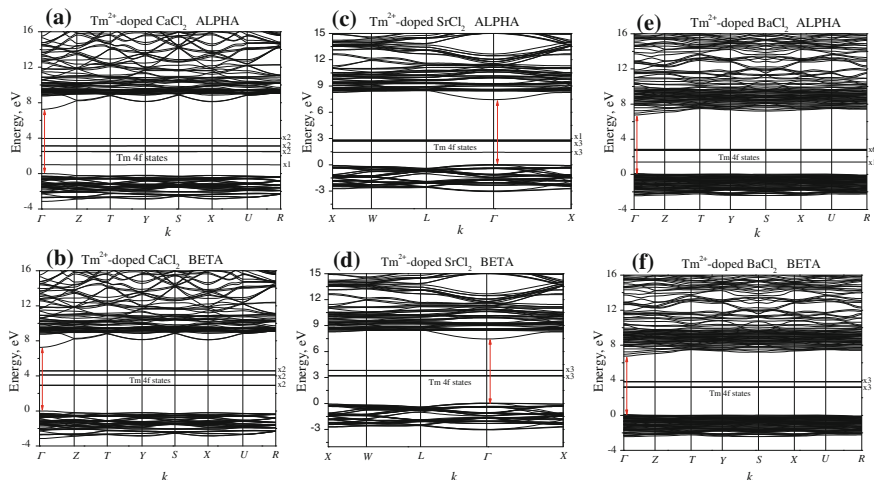 (a) Tm²⁺-doped CaCl₂ ALPHA
16
12
8
4
0
-4
Energy, eV
Tm 4f states
x2
x2
x2
x1
Γ Z T Y S X U R
k
(c) Tm²⁺-doped SrCl₂ ALPHA
15
12
9
6
3
0
-3
Energy, eV
Tm 4f states
x1
x3
x3
X W L Γ X
k
(e) Tm²⁺-doped BaCl₂ ALPHA
16
12
8
4
0
-4
Energy, eV
Tm 4f states
Γ Z T Y S X U R
k
(b) Tm²⁺-doped CaCl₂ BETA
16
12
8
4
0
-4
Energy, eV
Tm 4f states
x2
x2
x2
Γ Z T Y S X U R
k
(d) Tm²⁺-doped SrCl₂ BETA
15
12
9
6
3
0
-3
Energy, eV
Tm 4f states
x3
x3
X W L Γ X
k
(f) Tm²⁺-doped BaCl₂ BETA
16
12
8
4
0
-4
Energy, eV
Tm 4f states
x3
x3
Γ Z T Y S X U R
k